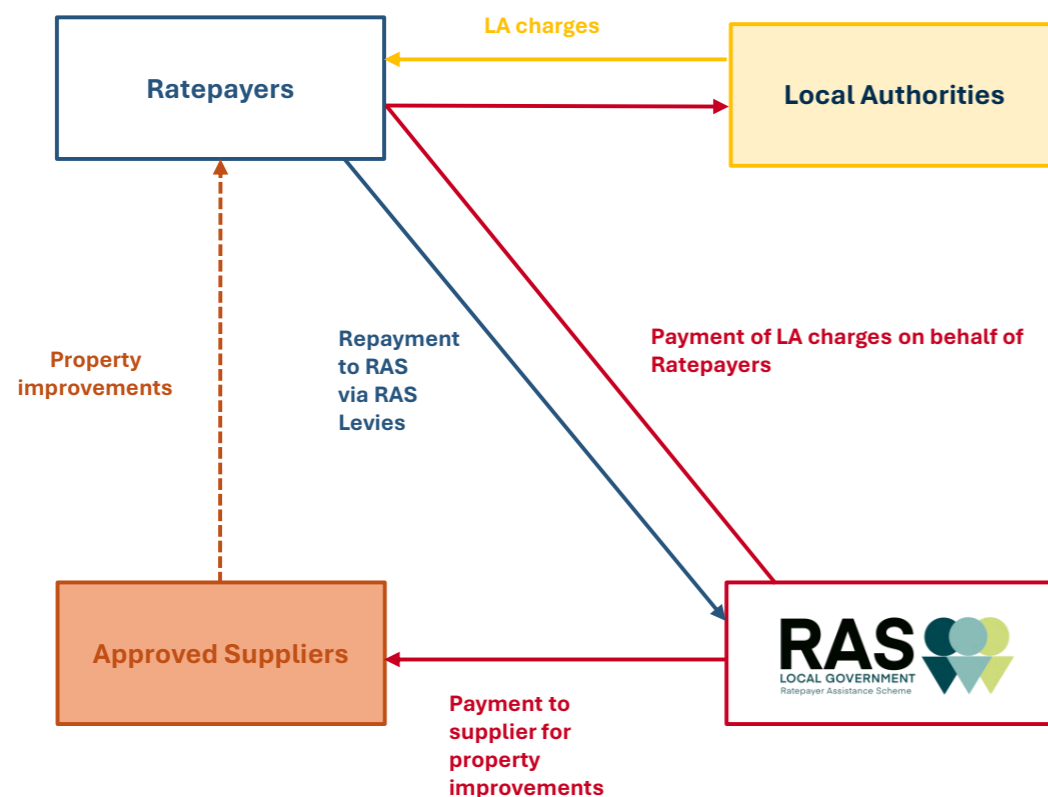 LA charges
Ratepayers
Local Authorities
Property
improvements
Repayment
to RAS
via RAS
Levies
Payment of LA charges on behalf of
Ratepayers
Approved Suppliers
RAS
LOCAL GOVERNMENT
Ratepayer Assistance Scheme
Payment to
supplier for
property
improvements